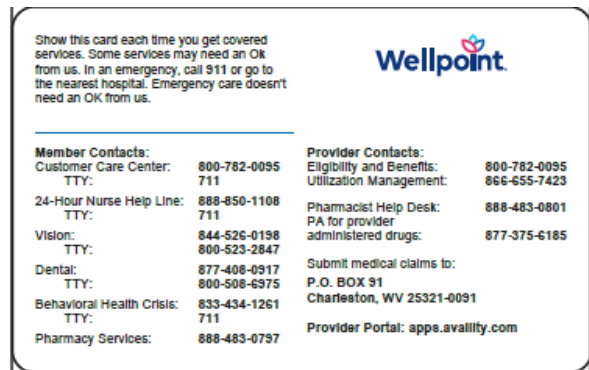 Show this card each time you get covered
services. Some services may need an Ok
from us. In an emergency, call 911 or go to
the nearest hospital. Emergency care doesn't
need an OK from us.
Wellpoint
Member Contacts:
Customer Care Center: 800-782-0095
TTY: 711
24-Hour Nurse Help Line: 888-850-1108
TTY: 711
Vision: 844-526-0198
TTY: 800-523-2847
Dental: 877-408-0917
TTY: 800-508-6975
Behavioral Health Crisis: 833-434-1261
TTY: 711
Pharmacy Services: 888-483-0797
Provider Contacts:
Eligibility and Benefits: 800-782-0095
Utilization Management: 866-655-7423
Pharmacist Help Desk: 888-483-0801
PA for provider
administered drugs: 877-375-6185
Submit medical claims to:
P.O. BOX 91
Charleston, WV 25321-0091
Provider Portal: apps.availity.com